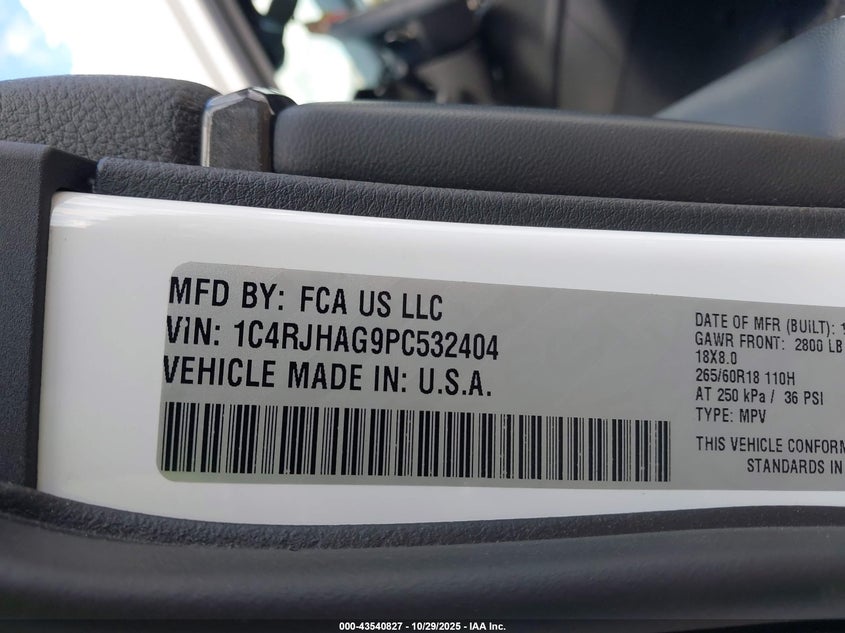 MFD BY: FCA US LLC
VIN: 1C4RJHAG9PC532404
VEHICLE MADE IN: U.S.A.
DATE OF MFR (BUILT):
GAWR FRONT: 2800 LB
18X8.0
265/60R18 110H
AT 250 kPa / 36 PSI
TYPE: MPV
THIS VEHICLE CONFORM
STANDARDS IN
000-43540827 - 10/29/2025 - IAA Inc.